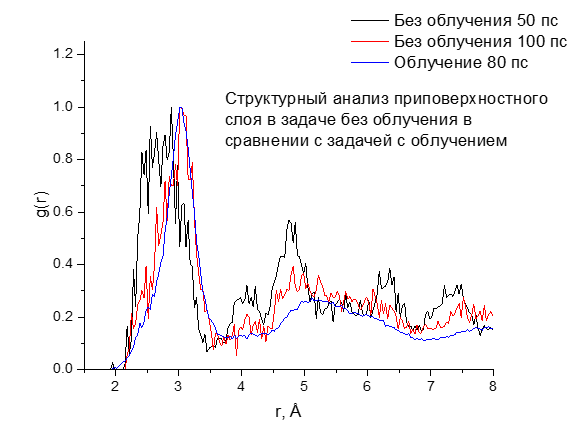 Без облучения 50 пс
Без облучения 100 пс
Облучение 80 пс
Структурный анализ приповерхностного
слоя в задаче без облучения в
сравнении с задачей с облучением
g(r)
1.2
1.0
0.8
0.6
0.4
0.2
0.0
2 3 4 5 6 7 8
r, Å